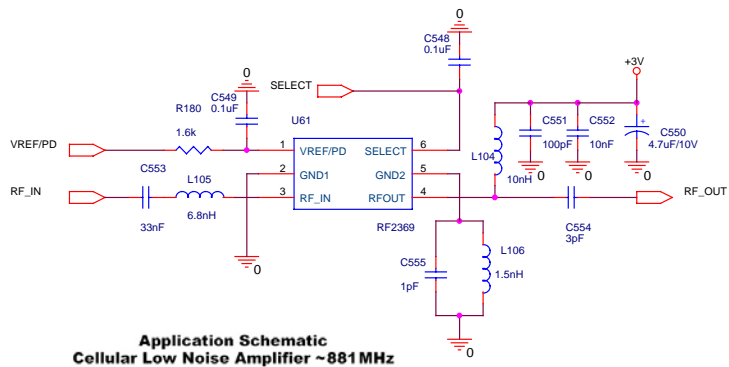 0
C548
0.1uF
0
SELECT
+3V
C549
0.1uF
R180
1.6k
U61
C551
100pF
C552
10nF
+
C550
4.7uF/10V
VREF/PD
1
VREF/PD
SELECT
6
L104
10nH
0
0
0
C553
33nF
L105
6.8nH
2
GND1
GND2
5
RF_IN
3
RF_IN
RFOUT
4
RF_OUT
RF2369
C554
3pF
0
C555
1pF
L106
1.5nH
0
Application Schematic
Cellular Low Noise Amplifier ~881MHz